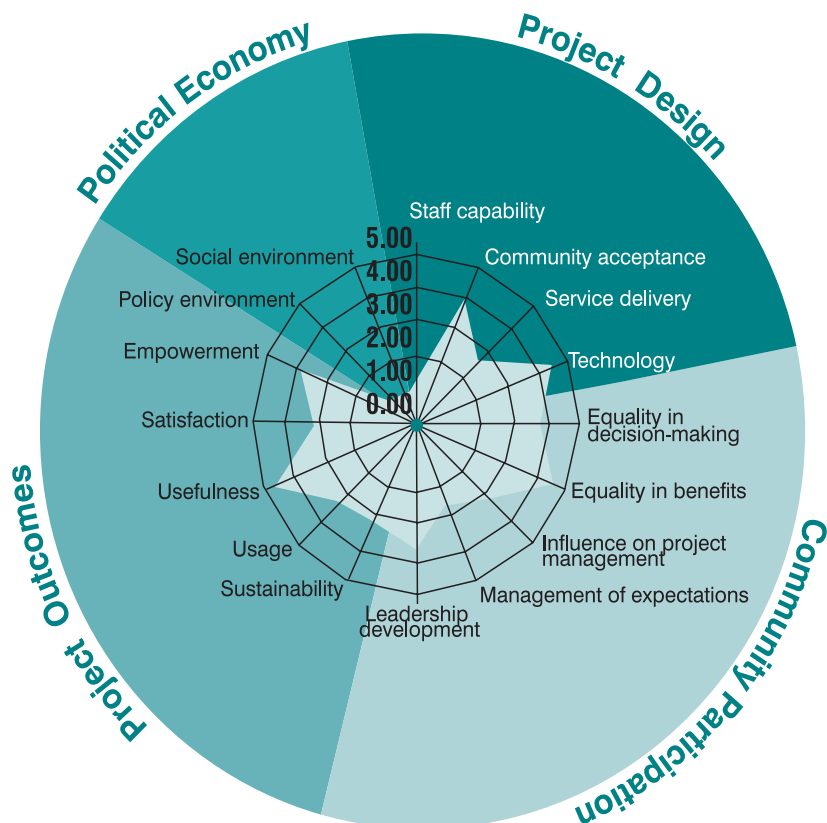 Political Economy
Project Design
Staff capability
5.00
4.00
3.00
2.00
1.00
0.00
Social environment
Community acceptance
Policy environment
Service delivery
Empowerment
Technology
Satisfaction
Equality in
decision-making
Usefulness
Equality in benefits
Usage
Influence on project
management
Sustainability
Management of expectations
Leadership
development
Project Outcomes
Community Participation